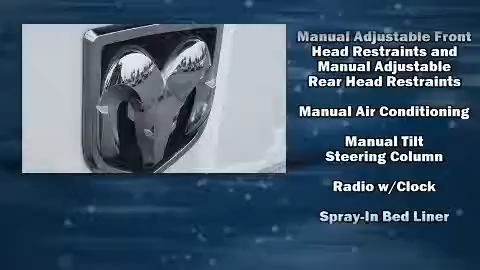 Manual Adjustable Front
Head Restraints and
Manual Adjustable
Rear Head Restraints
Manual Air Conditioning
Manual Tilt
Steering Column
Radio w/Clock
Spray-In Bed Liner